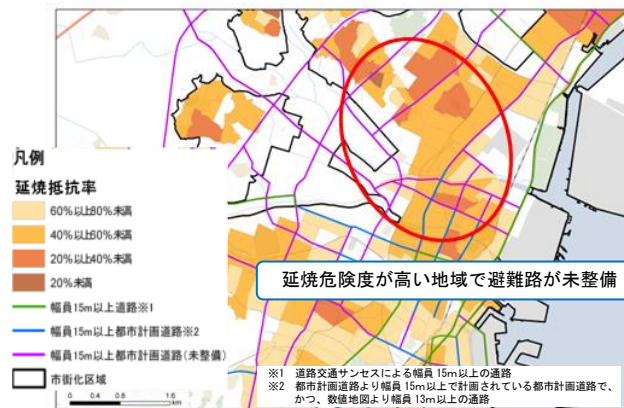 凡例
延焼抵抗率
60%以上80%未満
40%以上60%未満
20%以上40%未満
20%未満
幅員15m以上道路※1
幅員15m以上都市計画道路※2
幅員15m以上都市計画道路(未整備)
市街化区域
0 0.4 0.8 1.6
km
延焼危険度が高い地域で避難路が未整備
※1 道路交通サンセスによる幅員 15m以上の通路
※2 都市計画道路より幅員 15m以上で計画されている都市計画道路で、
かつ、数値地図より幅員 13m以上の道路